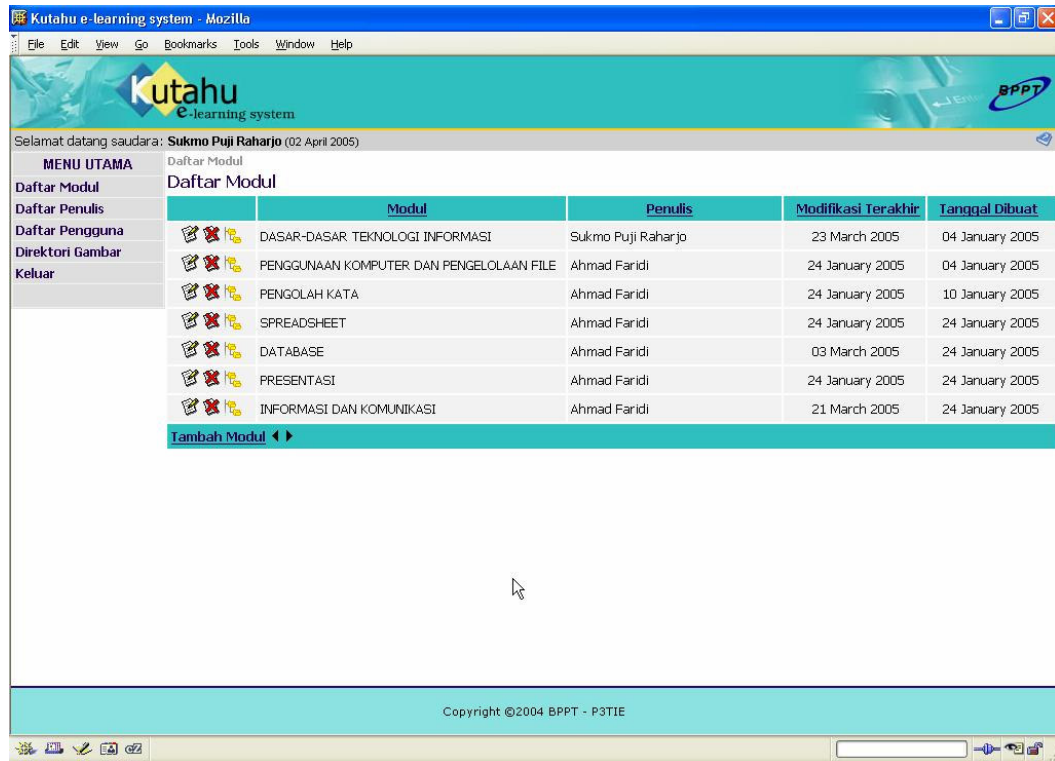 Kutahu e-learning system - Mozilla
File Edit View Go Bookmarks Tools Window Help
Kutahu
e-learning system
Enter
BPPT
Selamat datang saudara: Sukmo Puji Raharjo (02 April 2005)
MENU UTAMA
Daftar Modul
Daftar Penulis
Daftar Pengguna
Direktori Gambar
Keluar
Daftar Modul
Daftar Modul
Modul Penulis Modifikasi Terakhir Tanggal Dibuat
DASAR-DASAR TEKNOLOGI INFORMASI Sukmo Puji Raharjo 23 March 2005 04 January 2005
PENGGUNAAN KOMPUTER DAN PENGELOLAAN FILE Ahmad Faridi 24 January 2005 04 January 2005
PENGOLAH KATA Ahmad Faridi 24 January 2005 10 January 2005
SPREADSHEET Ahmad Faridi 24 January 2005 24 January 2005
DATABASE Ahmad Faridi 03 March 2005 24 January 2005
PRESENTASI Ahmad Faridi 24 January 2005 24 January 2005
INFORMASI DAN KOMUNIKASI Ahmad Faridi 21 March 2005 24 January 2005
Tambah Modul
Copyright ©2004 BPPT - P3TIE